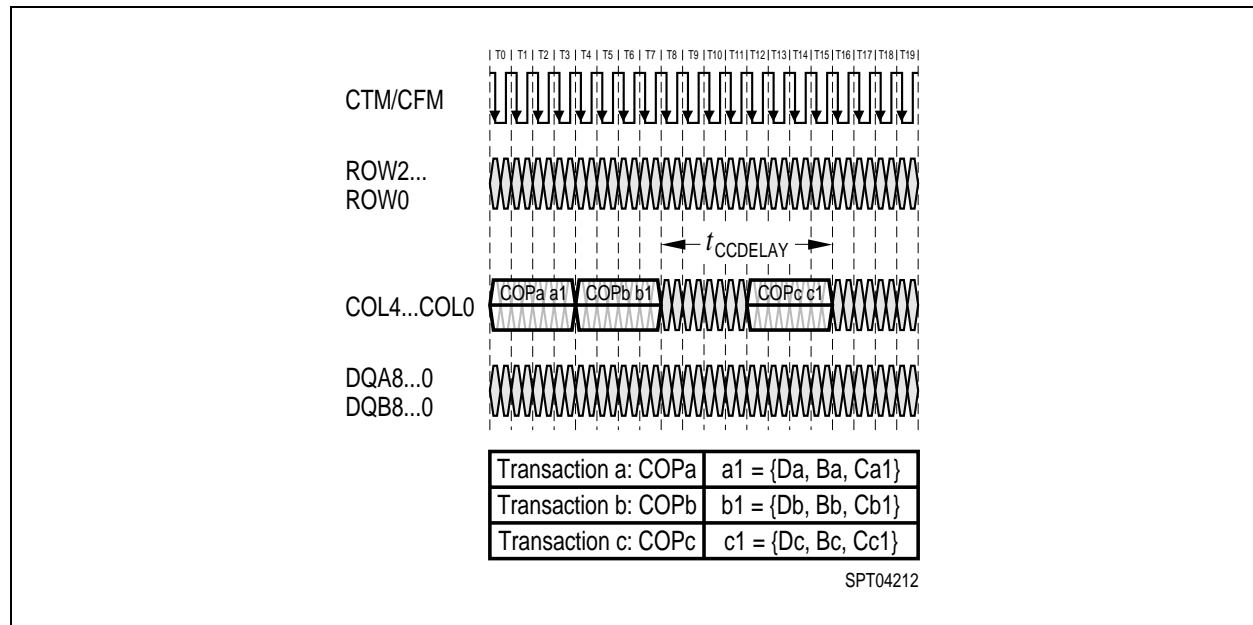 T0 T1 T2 T3 T4 T5 T6 T7 T8 T9 T10 T11 T12 T13 T14 T15 T16 T17 T18 T19
CTM/CFM
ROW2...
ROW0
tCCDELAY
COL4...COL0
COPa a1 COPb b1 COPc c1
DQA8...0
DQB8...0
Transaction a: COPa a1 = {Da, Ba, Ca1}
Transaction b: COPb b1 = {Db, Bb, Cb1}
Transaction c: COPc c1 = {Dc, Bc, Cc1}
SPT04212